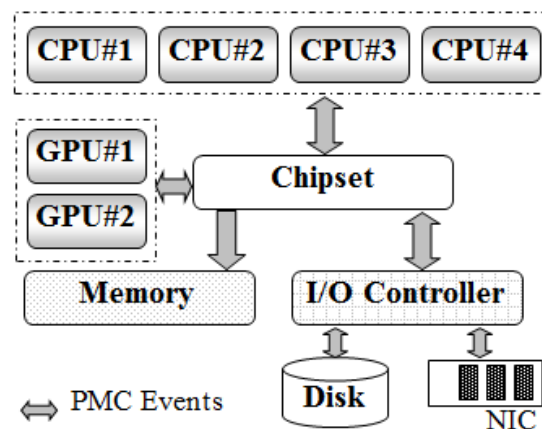 CPU#1 CPU#2 CPU#3 CPU#4
GPU#1
Chipset
GPU#2
Memory
I/O Controller
Disk
PMC Events
NIC